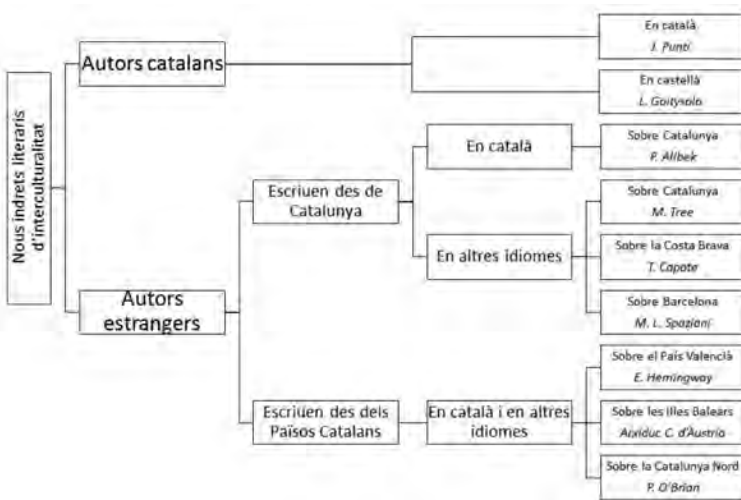 Nous indrets literaris
d'interculturalitat
Autors catalans
En català
J. Puntí
En castellà
L. Goitysolo
Autors
estrangers
Escriuen des de
Catalunya
En català
Sobre Catalunya
P. Alibek
En altres idiomes
Sobre Catalunya
M. Tree
Sobre la Costa Brava
T. Capote
Sobre Barcelona
M. L. Spaziani
Escriuen des dels
Països Catalans
En català i en altres
idiomes
Sobre el País Valencià
E. Hemingway
Sobre les Illes Balears
Arxiduc C. d'Àustria
Sobre la Catalunya Nord
P. O'Brian